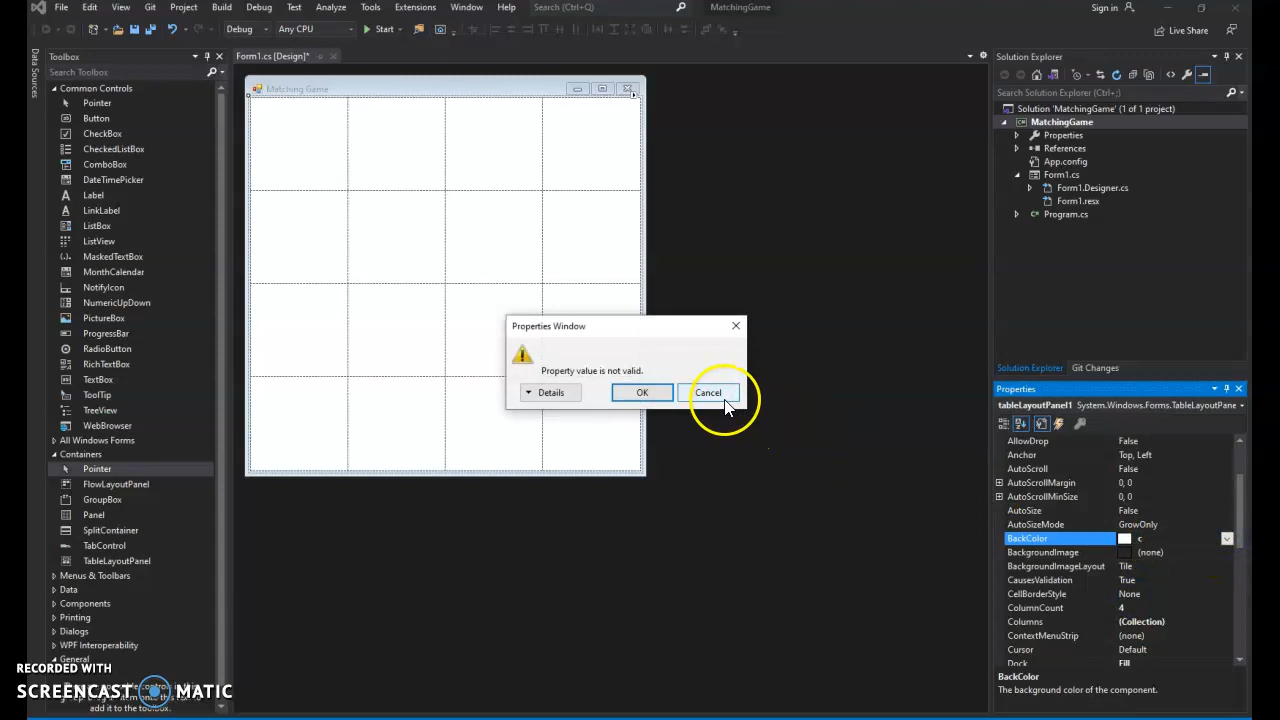 File Edit View Git Project Build Debug Test Analyze Tools Extensions Window Help Search (Ctrl+Q) MatchingGame Sign in
Debug Any CPU Start Live Share
Data Sources
Toolbox
Search Toolbox
Common Controls
Pointer
Button
CheckBox
CheckedListBox
ComboBox
DateTimePicker
Label
LinkLabel
ListBox
ListView
MaskedTextBox
MonthCalendar
NotifyIcon
NumericUpDown
PictureBox
ProgressBar
RadioButton
RichTextBox
TextBox
ToolTip
TreeView
WebBrowser
All Windows Forms
Containers
Pointer
FlowLayoutPanel
GroupBox
Panel
SplitContainer
TabControl
TableLayoutPanel
Menus & Toolbars
Data
Components
Printing
Dialogs
WPF Interoperability
General
add it to the toolbox.
RECORDED WITH
SCREENCAST MATIC
Form1.cs [Design]*
Matching Game
Properties Window
Property value is not valid.
Details OK Cancel
Solution Explorer
Search Solution Explorer (Ctrl+;)
Solution 'MatchingGame' (1 of 1 project)
MatchingGame
Properties
References
App.config
Form1.cs
Form1.Designer.cs
Form1.resx
Program.cs
Solution Explorer Git Changes
Properties
tableLayoutPanel1 System.Windows.Forms.TableLayoutPane
AllowDrop False
Anchor Top, Left
AutoScroll False
AutoScrollMargin 0, 0
AutoScrollMinSize 0, 0
AutoSize False
AutoSizeMode GrowOnly
BackColor c
BackgroundImage (none)
BackgroundImageLayout Tile
CausesValidation True
CellBorderStyle None
ColumnCount 4
Columns (Collection)
ContextMenuStrip (none)
Cursor Default
Dock Fill
BackColor
The background color of the component.